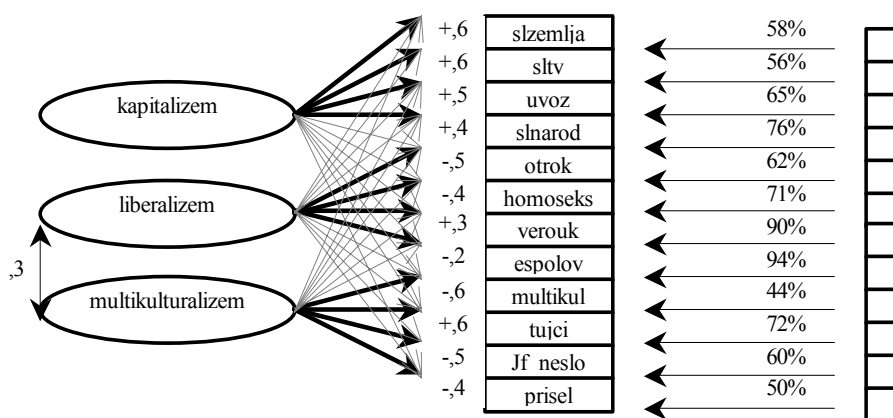 +,6 slzemlja 58%
+,6 sltv 56%
kapitalizem +,5 uvoz 65%
+,4 slnarod 76%
-,5 otrok 62%
liberalizem -,4 homoseks 71%
+,3 verouk 90%
,3 -,2 espolov 94%
multikulturalizem -,6 multikul 44%
+,6 tujci 72%
-,5 Jf neslo 60%
-,4 prisel 50%